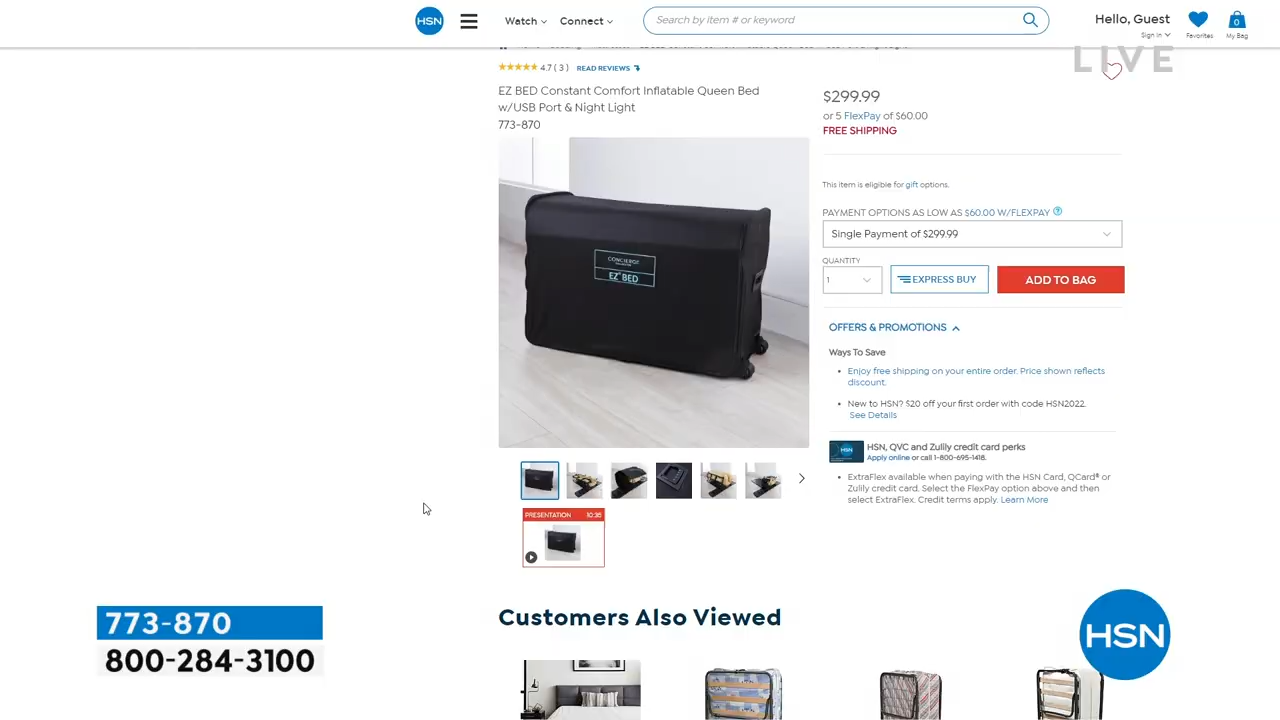 HSN
Watch
Connect
Search by item # or keyword
Hello, Guest
Sign In
Favorites
0
My Bag
LIVE
4.7 ( 3 ) READ REVIEWS
EZ BED Constant Comfort Inflatable Queen Bed
w/USB Port & Night Light
773-870
$299.99
or 5 FlexPay of $60.00
FREE SHIPPING
This item is eligible for gift options.
PAYMENT OPTIONS AS LOW AS $60.00 W/FLEXPAY ?
Single Payment of $299.99
QUANTITY
1
EXPRESS BUY
ADD TO BAG
OFFERS & PROMOTIONS
Ways To Save
• Enjoy free shipping on your entire order. Price shown reflects
discount.
• New to HSN? $20 off your first order with code HSN2022.
See Details
HSN
HSN, QVC and Zulily credit card perks
Apply online or call 1-800-695-1418.
• ExtraFlex available when paying with the HSN Card, QCard® or
Zulily credit card. Select the FlexPay option above and then
select ExtraFlex. Credit terms apply. Learn More
CONCIERGE
EZ BED
PRESENTATION 10:36
Customers Also Viewed
773-870
800-284-3100
HSN